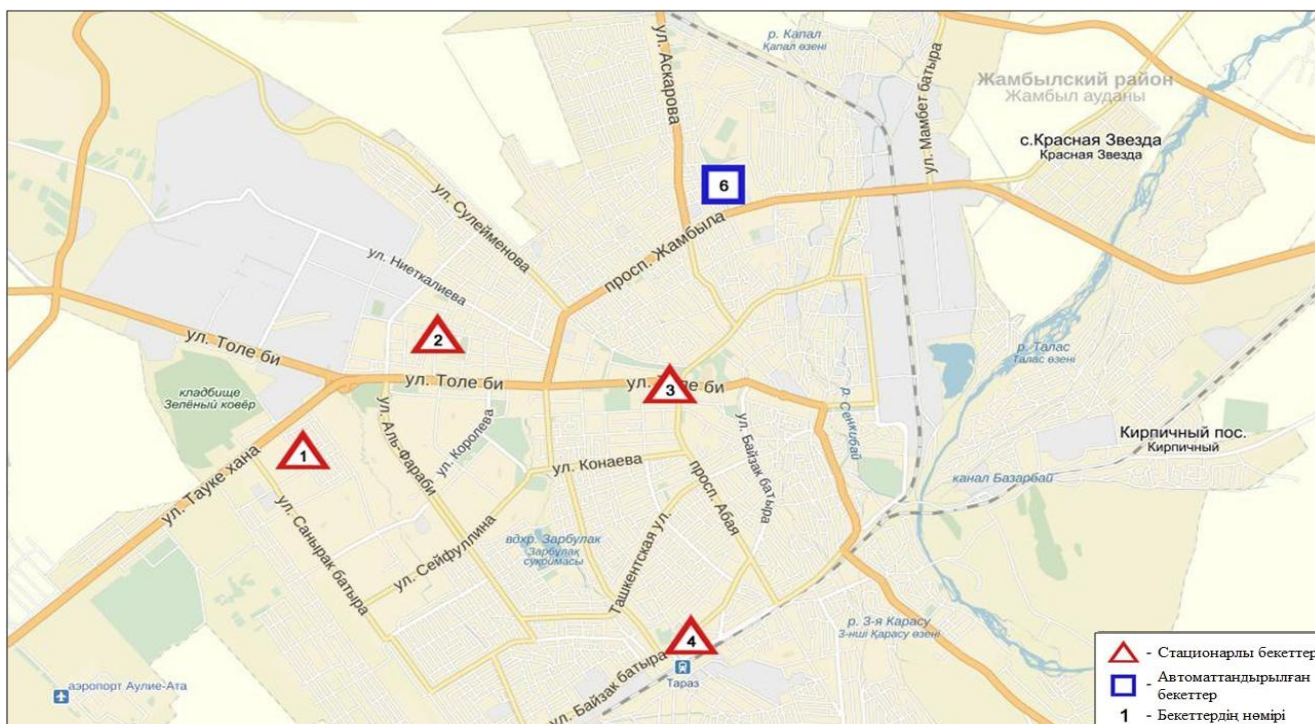 р. Капал
Қапал өзені
ул. Аскарова
ул. Мамбет батыра
Жамбылский район
Жамбыл ауданы
с.Красная Звезда
Красная Звезда
6
ул. Сулейменова
просп. Жамбыла
ул. Ниеткалиева
2
ул. Толе би
ул. Толе би
ул. Толе би
3
р. Талас
Талас өзені
кладбище
Зелёный ковёр
1
ул. Тауке хана
ул. Аль-Фараби
ул. Королева
ул. Конаева
просп. Абая
ул. Байзак батыра
р. Сенкибай
Кирпичный пос.
Кирпичный
канал Базарбай
ул. Санырак батыра
ул. Сейфуллина
вдхр. Зарбулак
Зарбулақ
суқоймасы
Ташкентская ул.
4
ул. Байзак батыра
Тараз
р. 3-я Карасу
3-нші Қарасу өзені
аэропорт Аулие-Ата
- Стационарлы бекеттер
- Автоматтандырылған
бекеттер
1 - Бекеттердің нөмірі